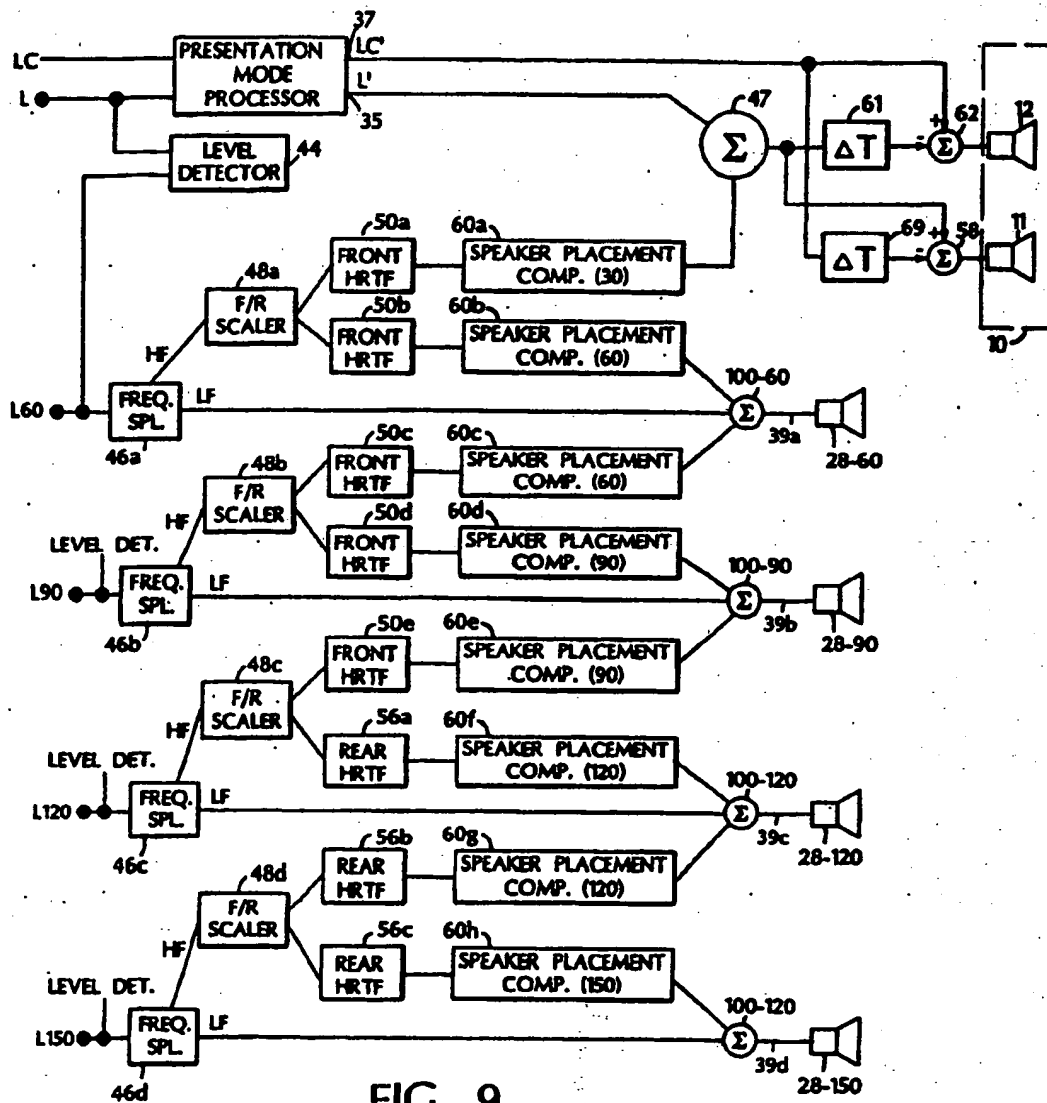 37
LC
PRESENTATION
MODE
PROCESSOR
LC'
L'
L
35
47
61
ΔT
+
-
Σ
62
12
LEVEL
DETECTOR
44
Σ
69
ΔT
+
-
Σ
58
11
10
50a
FRONT
HRTF
60a
SPEAKER PLACEMENT
COMP. (30)
48a
F/R
SCALER
50b
FRONT
HRTF
60b
SPEAKER PLACEMENT
COMP. (60)
HF
L60
FREQ.
SPL.
LF
46a
100-60
Σ
39a
28-60
50c
FRONT
HRTF
60c
SPEAKER PLACEMENT
COMP. (60)
48b
F/R
SCALER
50d
FRONT
HRTF
60d
SPEAKER PLACEMENT
COMP. (90)
HF
LEVEL DET.
L90
FREQ.
SPL.
LF
46b
100-90
Σ
39b
28-90
50e
FRONT
HRTF
60e
SPEAKER PLACEMENT
COMP. (90)
48c
F/R
SCALER
56a
REAR
HRTF
60f
SPEAKER PLACEMENT
COMP. (120)
HF
LEVEL DET.
L120
FREQ.
SPL.
LF
46c
100-120
Σ
39c
28-120
56b
REAR
HRTF
60g
SPEAKER PLACEMENT
COMP. (120)
48d
F/R
SCALER
56c
REAR
HRTF
60h
SPEAKER PLACEMENT
COMP. (150)
HF
LEVEL DET.
L150
FREQ.
SPL.
LF
46d
100-120
Σ
39d
28-150
FIG. 9